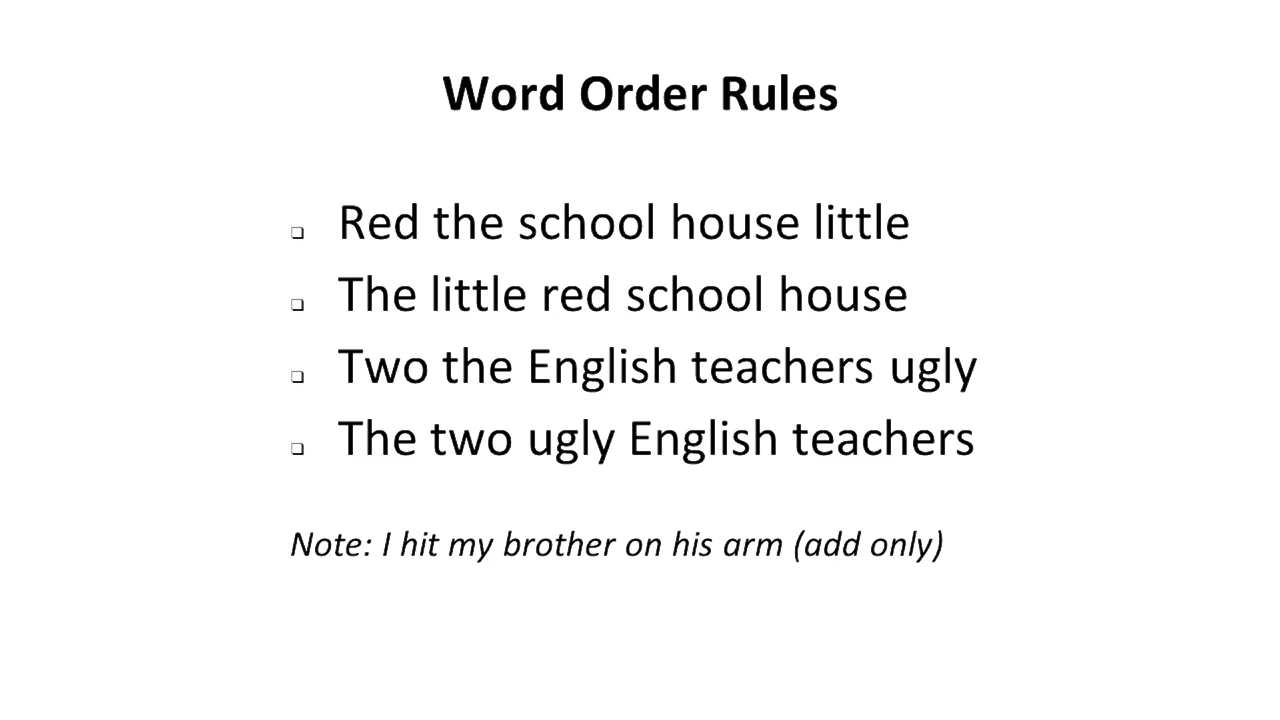 Word Order Rules
❑ Red the school house little
❑ The little red school house
❑ Two the English teachers ugly
❑ The two ugly English teachers
Note: I hit my brother on his arm (add only)